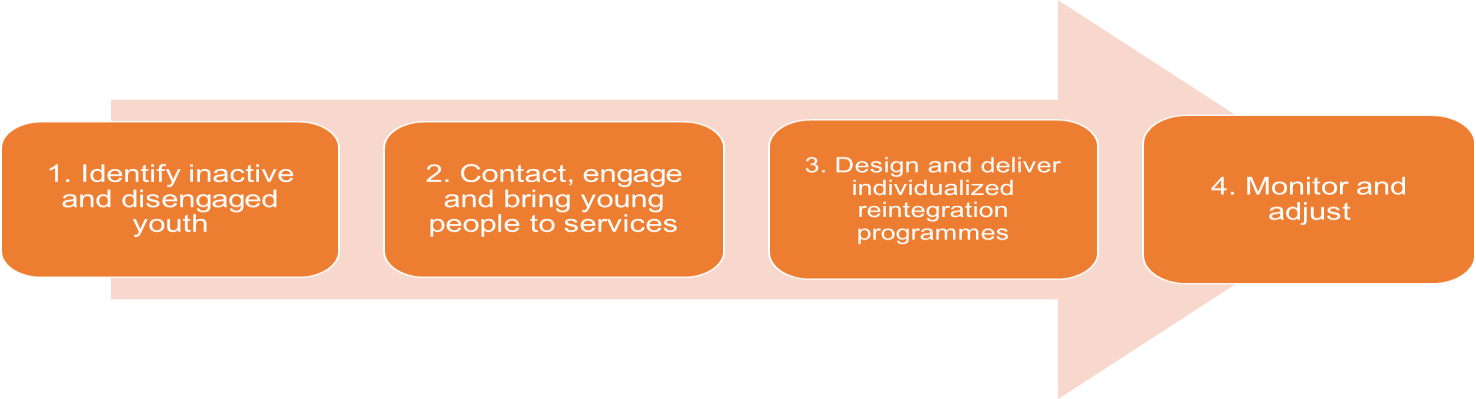 1. Identify inactive
and disengaged
youth
2. Contact, engage
and bring young
people to services
3. Design and deliver
individualized
reintegration
programmes
4. Monitor and
adjust